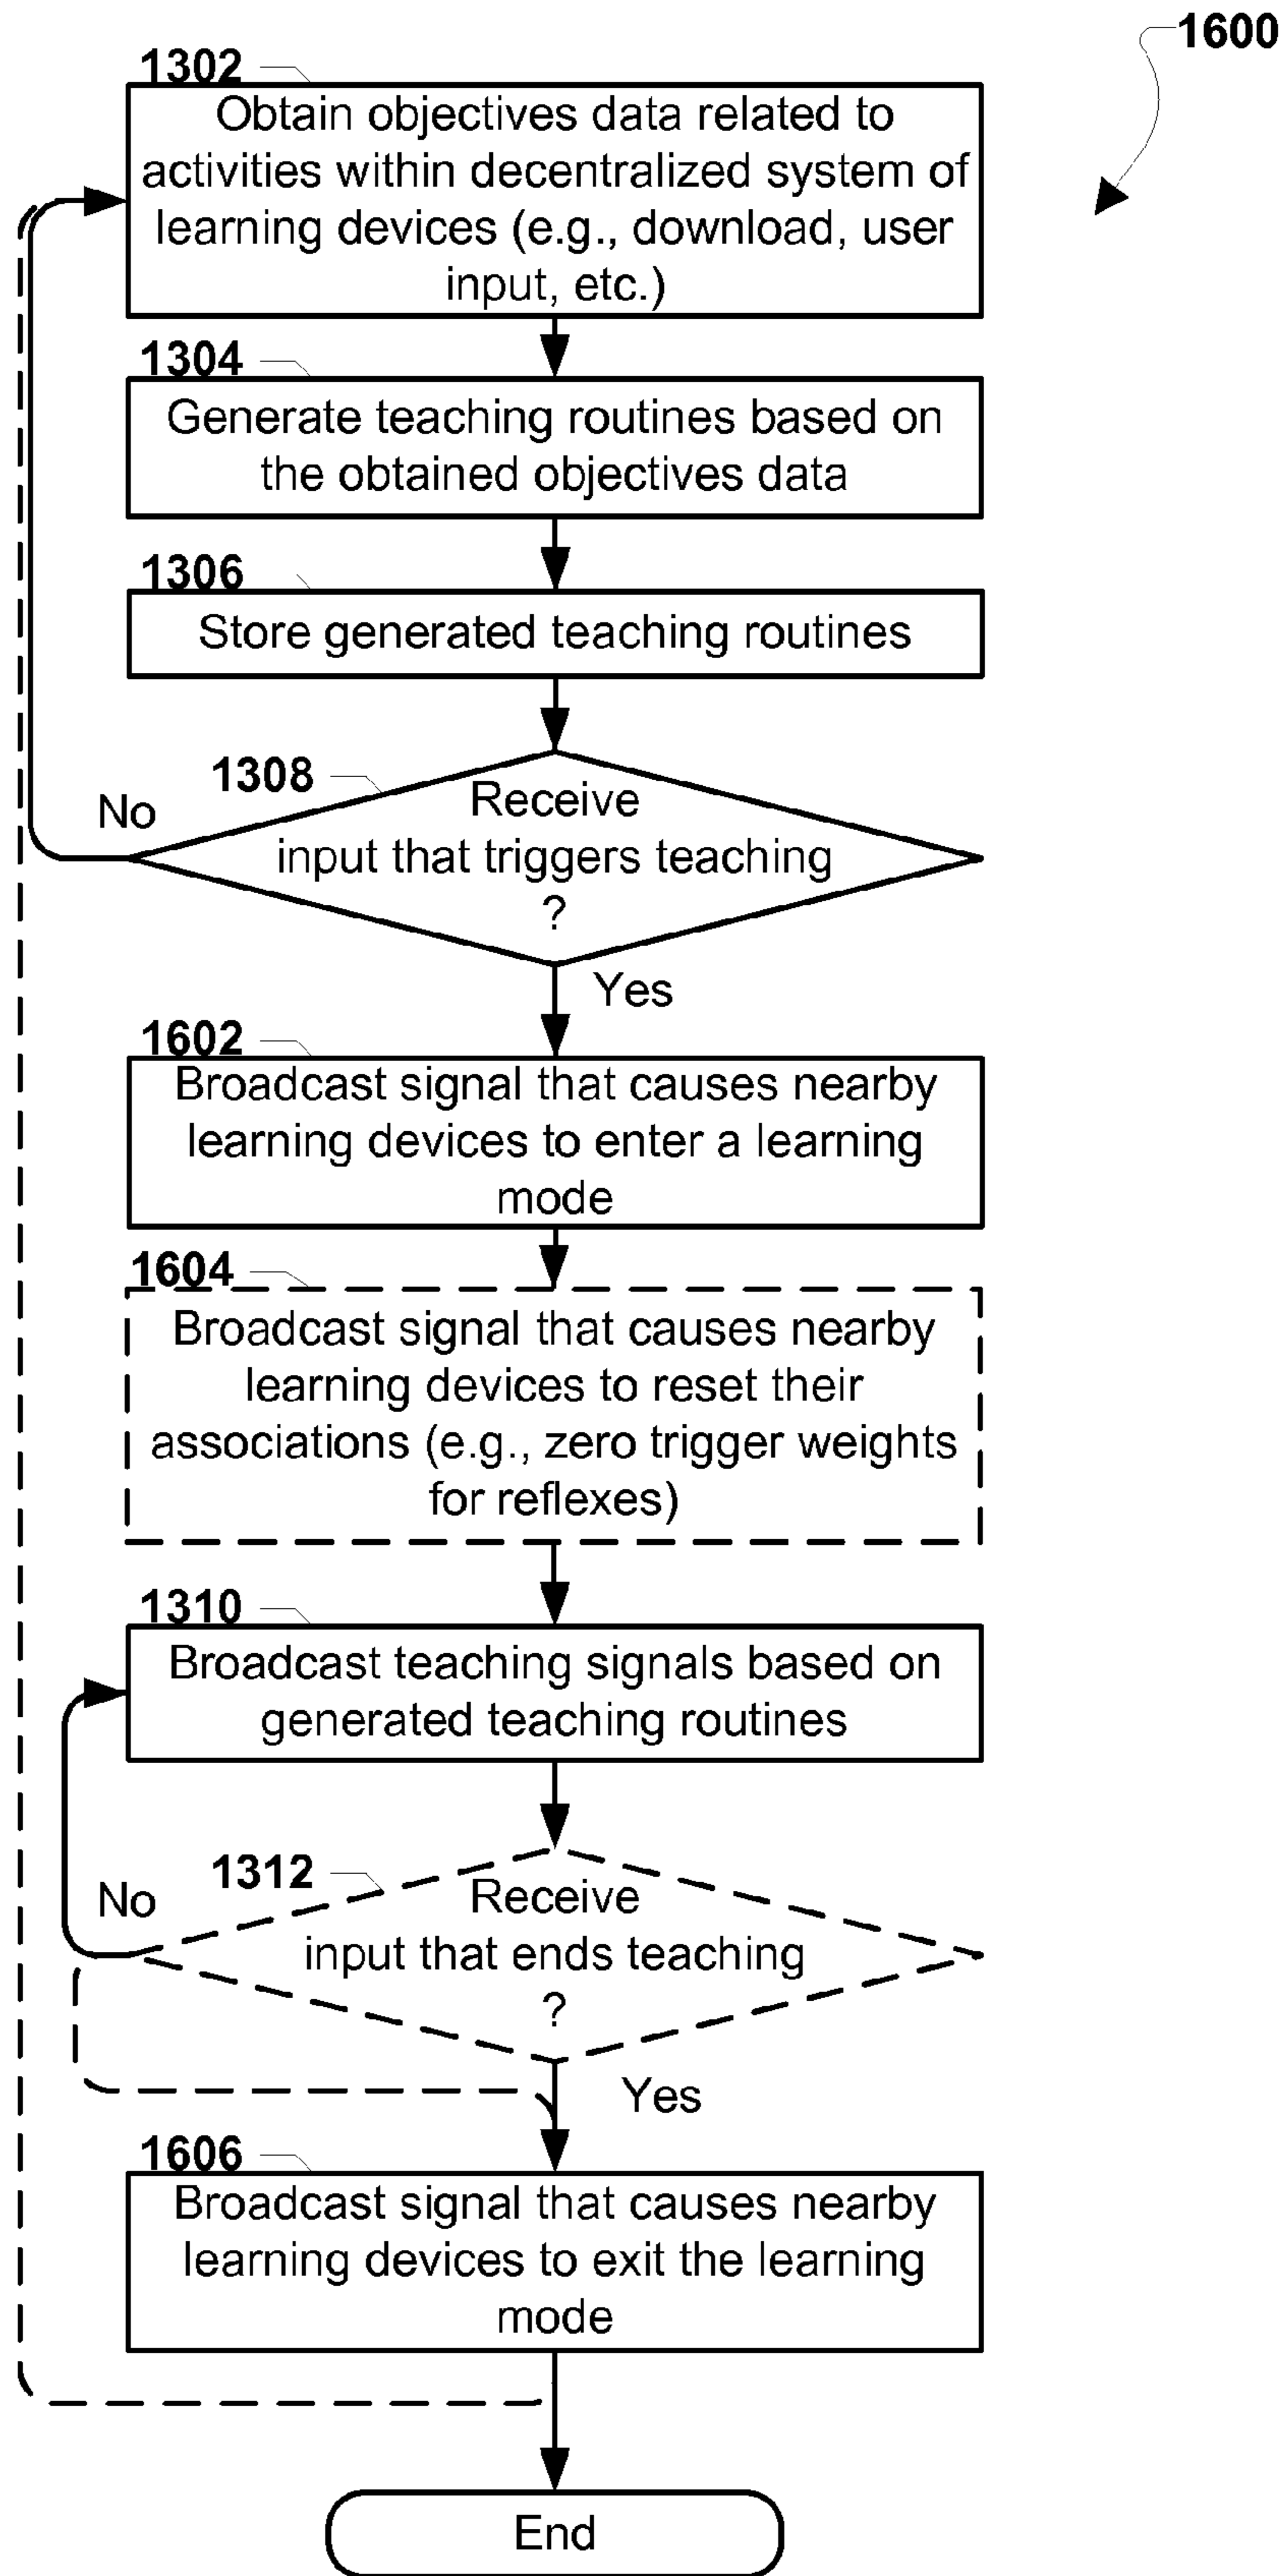 1600
1302
Obtain objectives data related to
activities within decentralized system of
learning devices (e.g., download, user
input, etc.)
1304
Generate teaching routines based on
the obtained objectives data
1306
Store generated teaching routines
1308
No
Receive
input that triggers teaching
?
Yes
1602
Broadcast signal that causes nearby
learning devices to enter a learning
mode
1604
Broadcast signal that causes nearby
learning devices to reset their
associations (e.g., zero trigger weights
for reflexes)
1310
Broadcast teaching signals based on
generated teaching routines
1312
No
Receive
input that ends teaching
?
Yes
1606
Broadcast signal that causes nearby
learning devices to exit the learning
mode
End